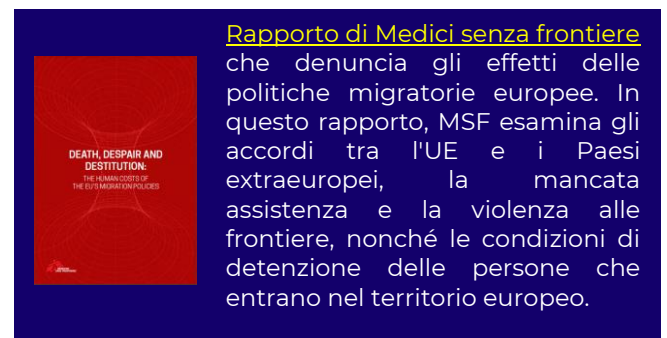 DEATH, DESPAIR AND
DESTITUTION:
THE HUMAN COSTS OF
THE EU'S MIGRATION POLICIES
Rapporto di Medici senza frontiere
che denuncia gli effetti delle
politiche migratorie europee. In
questo rapporto, MSF esamina gli
accordi tra l'UE e i Paesi
extraeuropei, la mancata
assistenza e la violenza alle
frontiere, nonché le condizioni di
detenzione delle persone che
entrano nel territorio europeo.